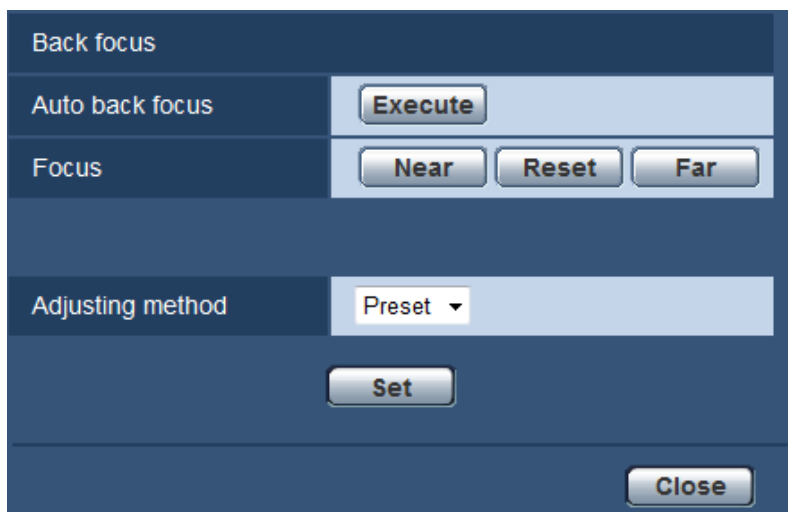 Back focus
Auto back focus Execute
Focus Near Reset Far
Adjusting method Preset
Set
Close